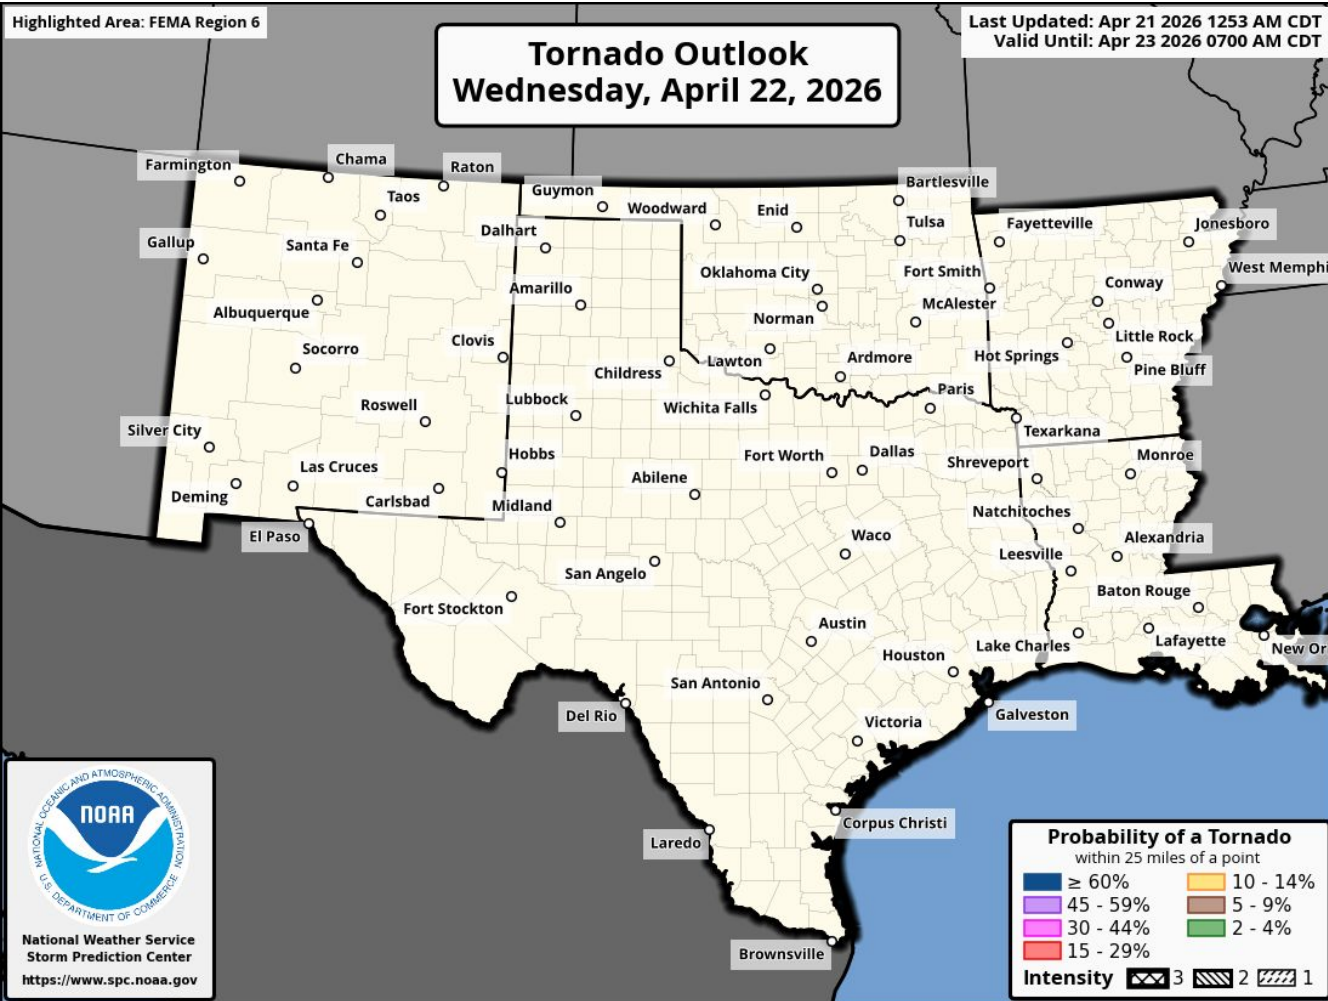 Highlighted Area: FEMA Region 6
Last Updated: Apr 21 2026 1253 AM CDT
Valid Until: Apr 23 2026 0700 AM CDT
Tornado Outlook
Wednesday, April 22, 2026
Farmington
Chama
Raton
Taos
Guymon
Woodward
Enid
Bartlesville
Tulsa
Fayetteville
Jonesboro
Gallup
Santa Fe
Dalhart
Oklahoma City
Fort Smith
West Memphi
Conway
Amarillo
Albuquerque
Norman
McAlester
Little Rock
Socorro
Clovis
Childress
Lawton
Ardmore
Hot Springs
Pine Bluff
Roswell
Lubbock
Wichita Falls
Paris
Texarkana
Silver City
Las Cruces
Hobbs
Abilene
Fort Worth
Dallas
Shreveport
Monroe
Deming
Carlsbad
Midland
Natchitoches
El Paso
Waco
Alexandria
San Angelo
Leesville
Fort Stockton
Baton Rouge
Austin
Lake Charles
Lafayette
New Or
Houston
San Antonio
Del Rio
Victoria
Galveston
Corpus Christi
Laredo
Brownsville
NATIONAL OCEANIC AND ATMOSPHERIC ADMINISTRATION
NOAA
U.S. DEPARTMENT OF COMMERCE
National Weather Service
Storm Prediction Center
https://www.spc.noaa.gov
Probability of a Tornado
within 25 miles of a point
≥ 60% 10 - 14%
45 - 59% 5 - 9%
30 - 44% 2 - 4%
15 - 29%
Intensity 3 2 1